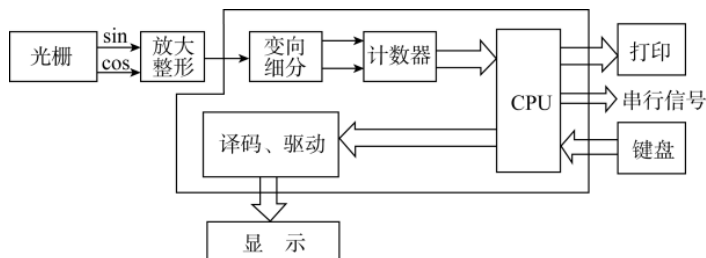 光栅
sin
cos
放大
整形
变向
细分
计数器
CPU
打印
串行信号
键盘
译码、驱动
显 示